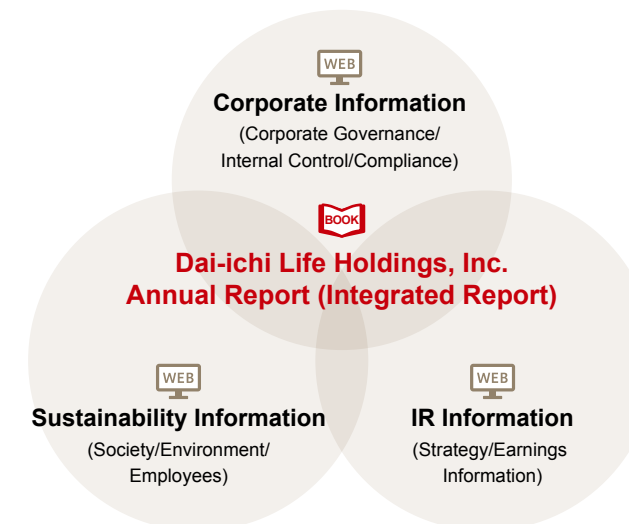 WEB
Corporate Information
(Corporate Governance/
Internal Control/Compliance)
BOOK
Dai-ichi Life Holdings, Inc.
Annual Report (Integrated Report)
WEB
Sustainability Information
(Society/Environment/
Employees)
WEB
IR Information
(Strategy/Earnings
Information)